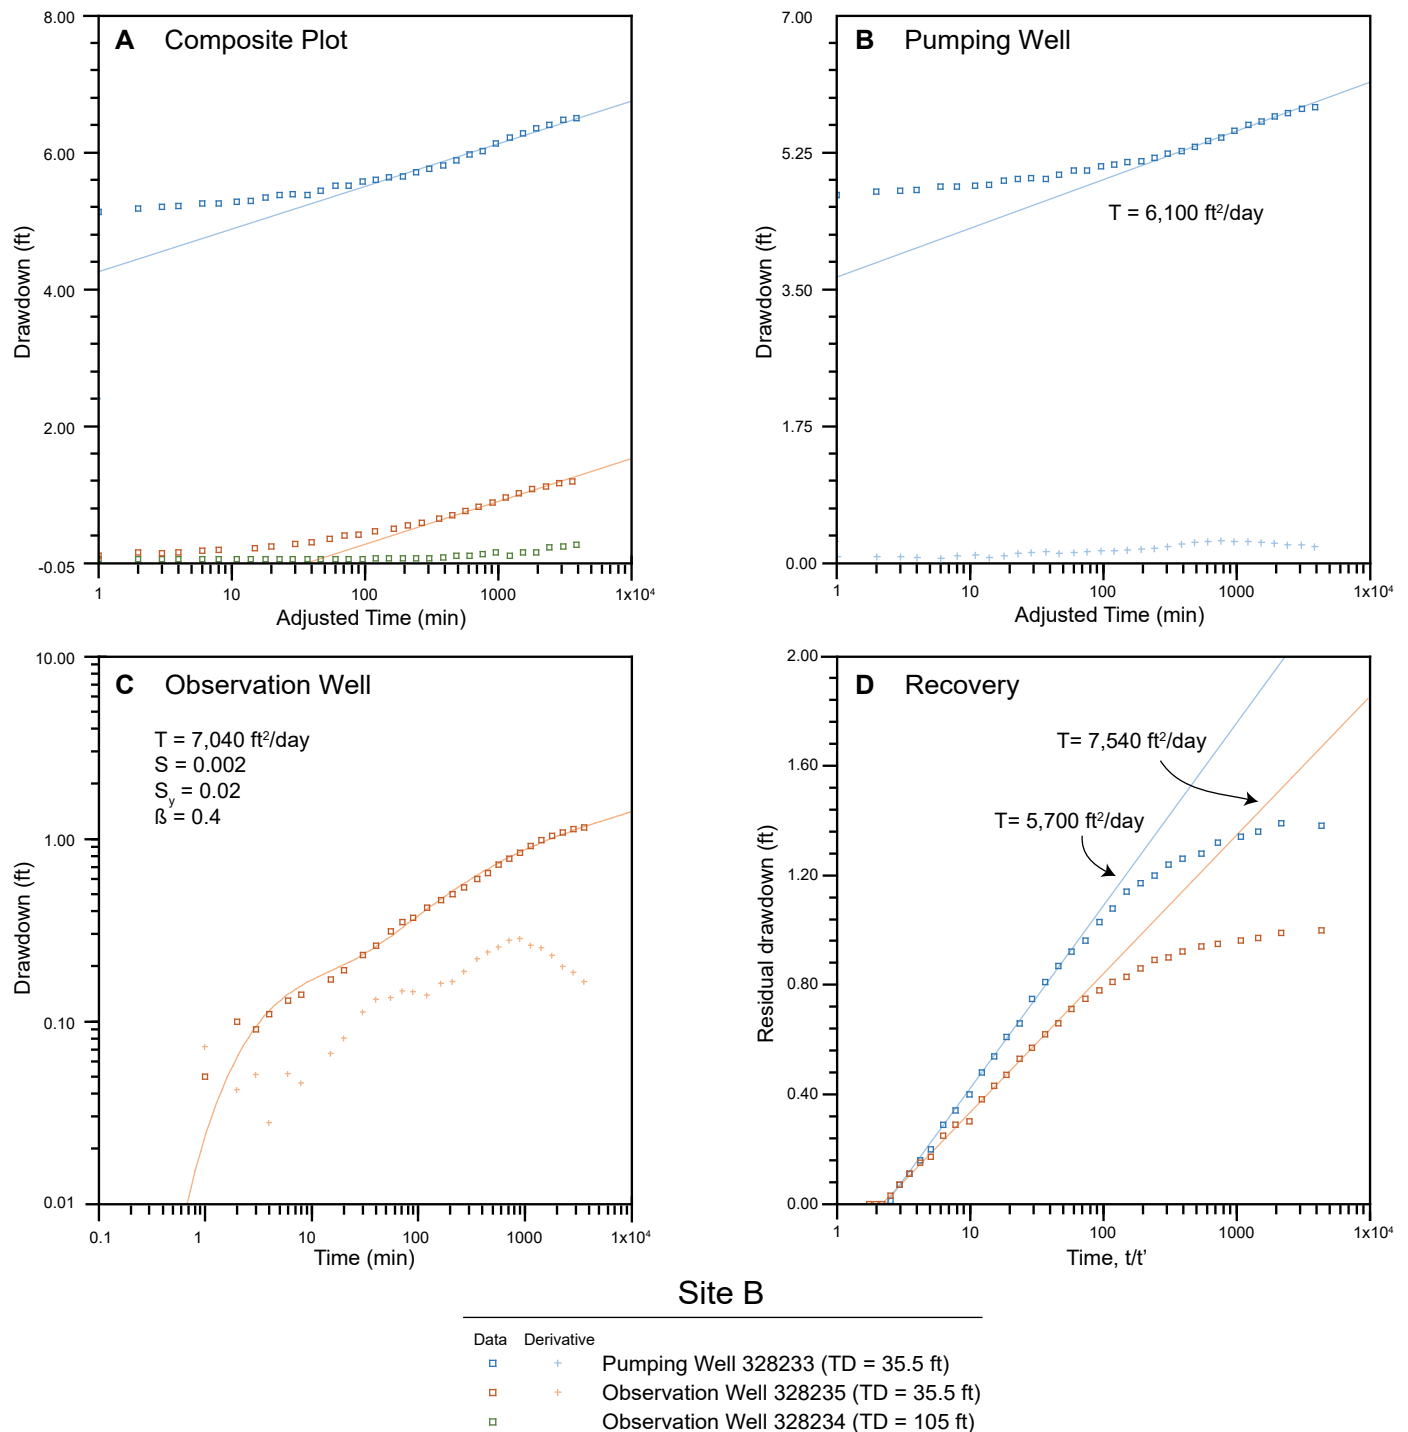 A Composite Plot
8.00
6.00
4.00
2.00
-0.05
Drawdown (ft)
1 10 100 1000 1x10⁴
Adjusted Time (min)
B Pumping Well
7.00
5.25
3.50
1.75
0.00
Drawdown (ft)
T = 6,100 ft²/day
1 10 100 1000 1x10⁴
Adjusted Time (min)
C Observation Well
10.00
1.00
0.10
0.01
Drawdown (ft)
T = 7,040 ft²/day
S = 0.002
Sy = 0.02
ß = 0.4
0.1 1 10 100 1000 1x10⁴
Time (min)
D Recovery
2.00
1.60
1.20
0.80
0.40
0.00
Residual drawdown (ft)
T= 7,540 ft²/day
T= 5,700 ft²/day
1 10 100 1000 1x10⁴
Time, t/t’
Site B
Data Derivative
Pumping Well 328233 (TD = 35.5 ft)
Observation Well 328235 (TD = 35.5 ft)
Observation Well 328234 (TD = 105 ft)